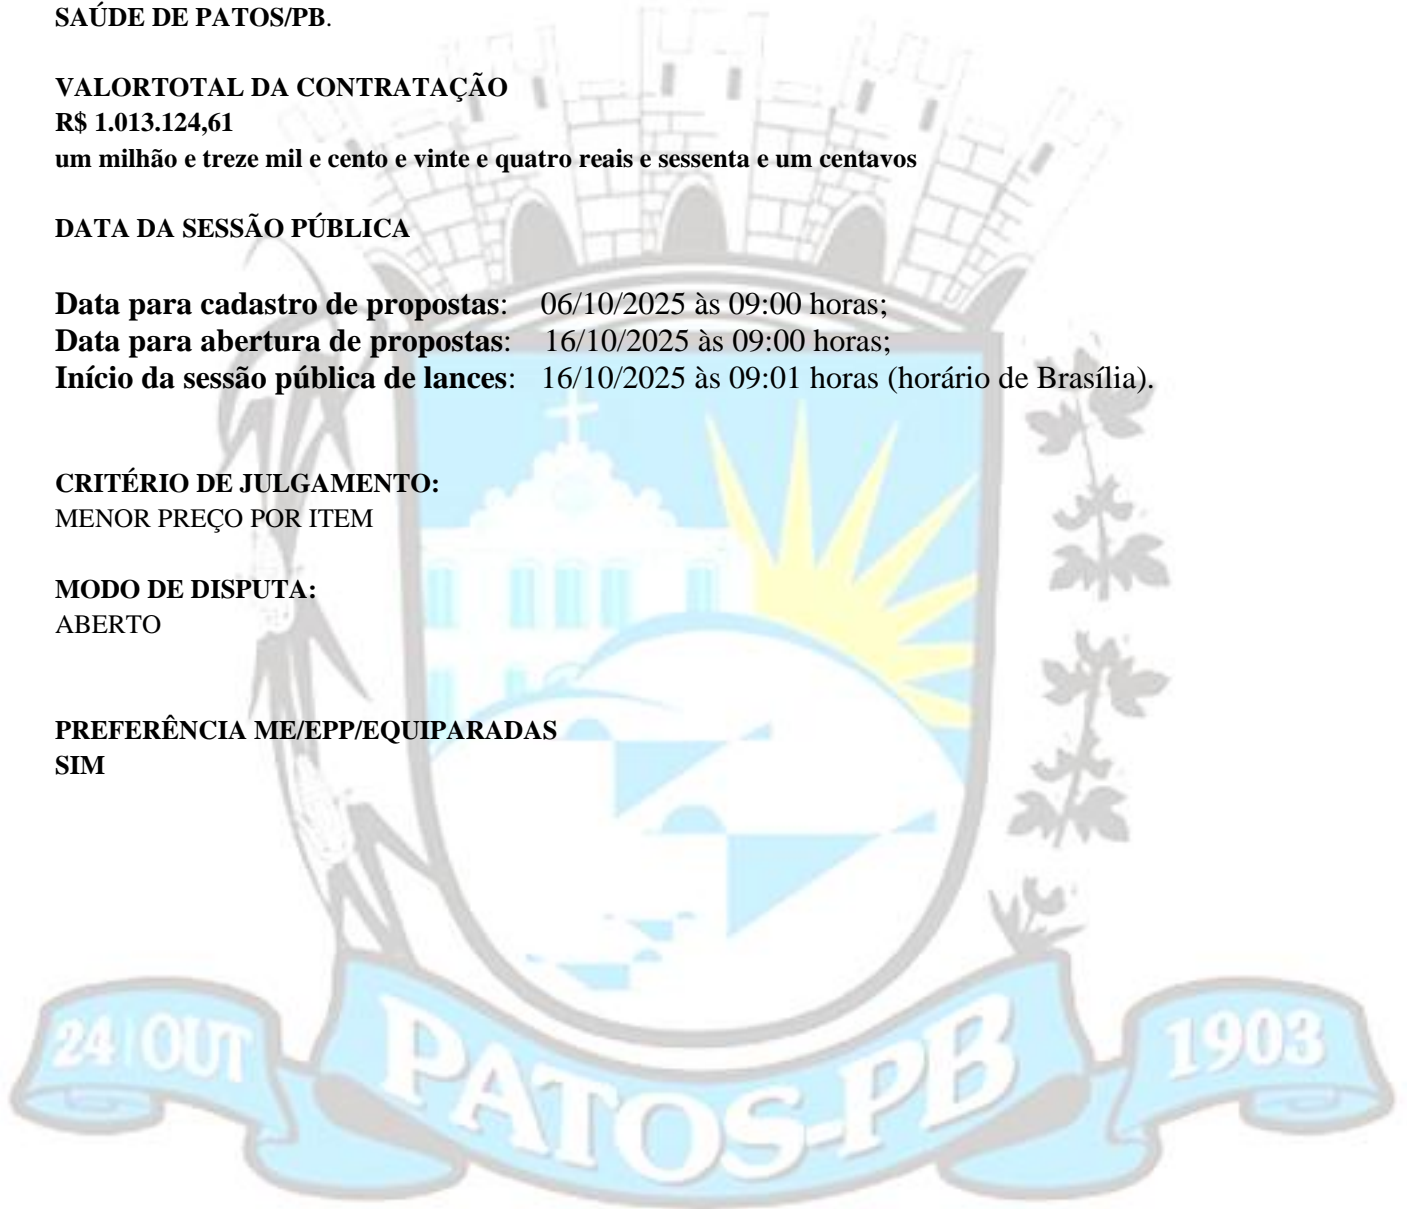 SAÚDE DE PATOS/PB.
VALORTOTAL DA CONTRATAÇÃO
R$ 1.013.124,61
um milhão e treze mil e cento e vinte e quatro reais e sessenta e um centavos
DATA DA SESSÃO PÚBLICA
Data para cadastro de propostas: 06/10/2025 às 09:00 horas;
Data para abertura de propostas: 16/10/2025 às 09:00 horas;
Início da sessão pública de lances: 16/10/2025 às 09:01 horas (horário de Brasília).
CRITÉRIO DE JULGAMENTO:
MENOR PREÇO POR ITEM
MODO DE DISPUTA:
ABERTO
PREFERÊNCIA ME/EPP/EQUIPARADAS
SIM
24 | OUT PATOS-PB 1903